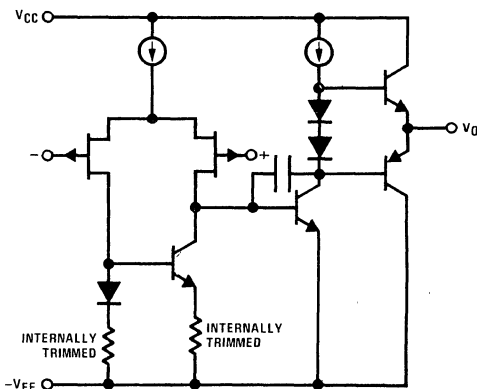 VCC
VO
-
+
INTERNALLY
TRIMMED
INTERNALLY
TRIMMED
-VEE